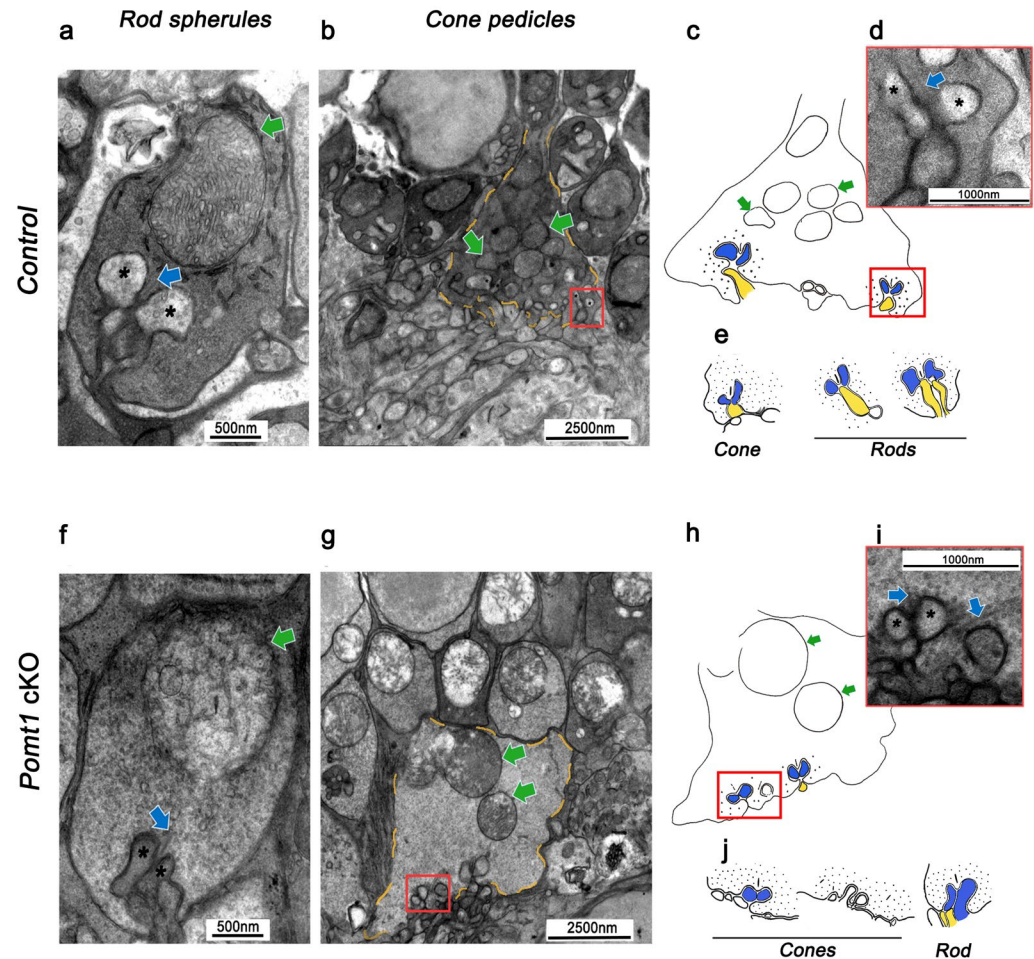 Rod spherules
Cone pedicles
a
b
c
d
Control
*
*
*
*
1000nm
500nm
2500nm
e
Cone
Rods
f
g
h
i
Pomt1 cKO
1000nm
*
*
*
*
500nm
2500nm
j
Cones
Rod